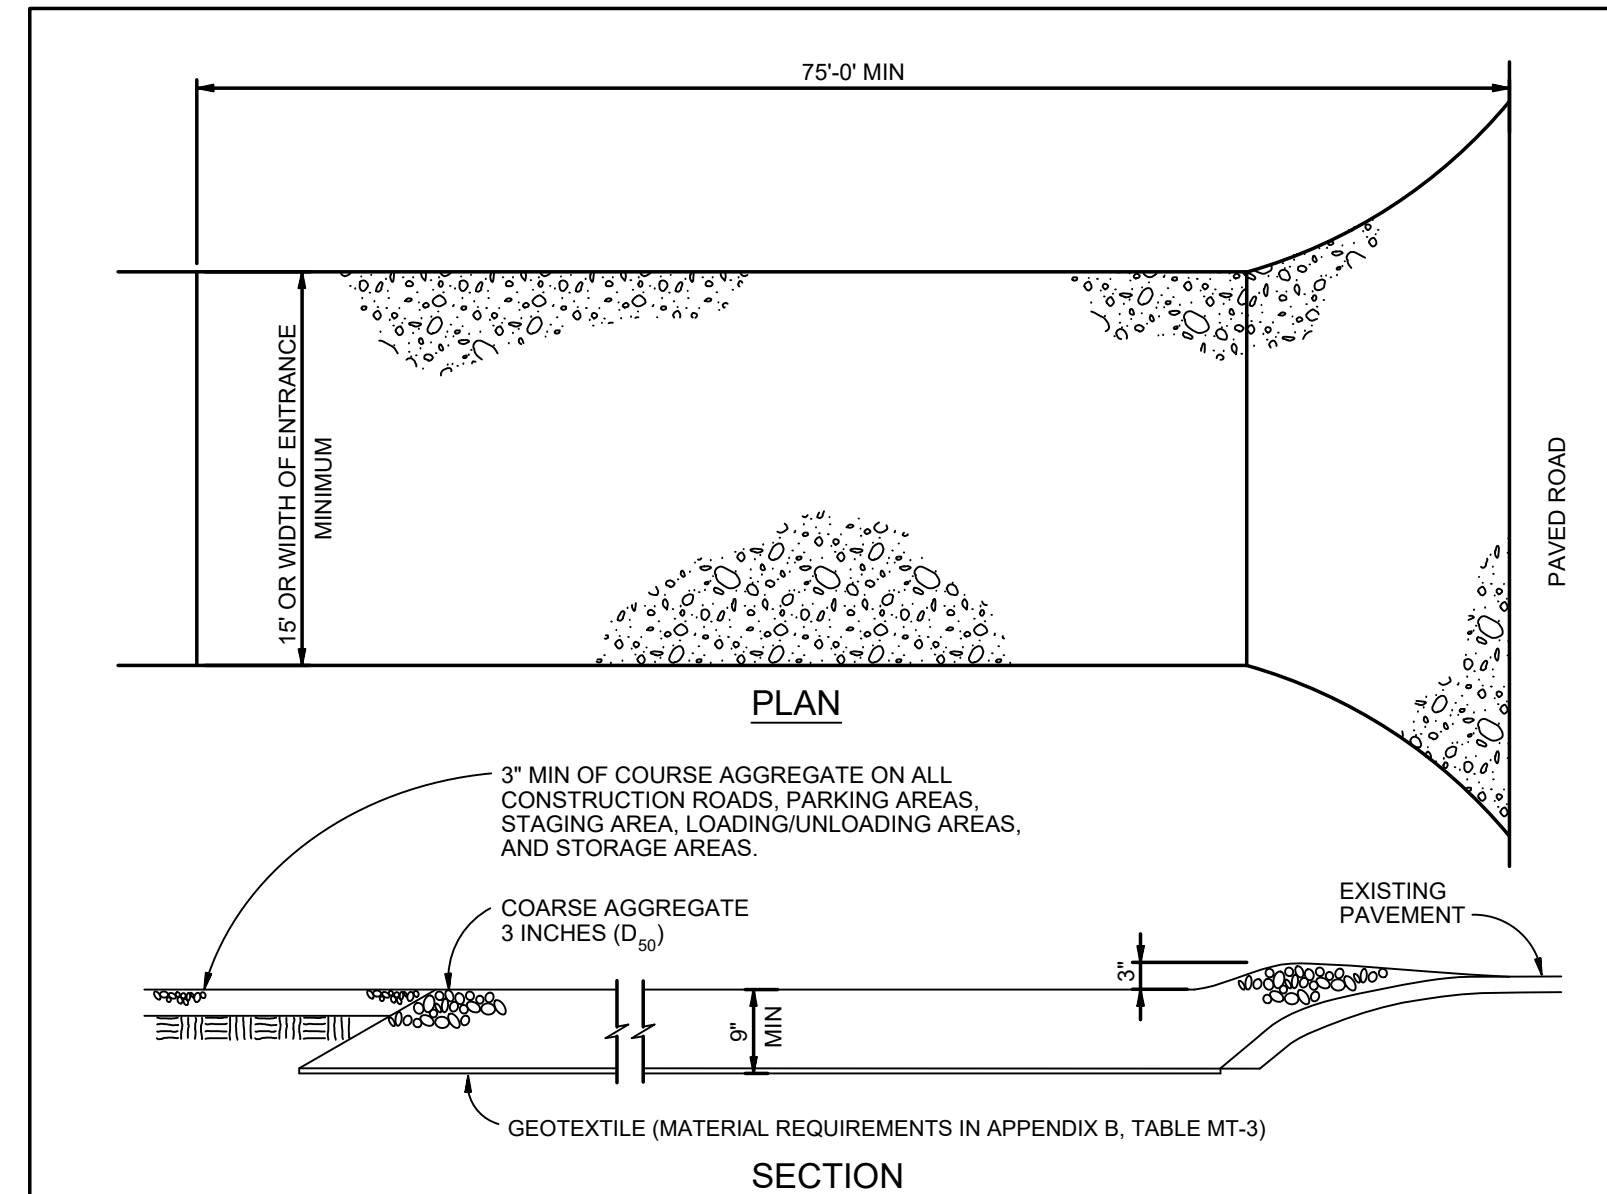 75'-0' MIN
15' OR WIDTH OF ENTRANCE
MINIMUM
PAVED ROAD
PLAN
3" MIN OF COURSE AGGREGATE ON ALL
CONSTRUCTION ROADS, PARKING AREAS,
STAGING AREA, LOADING/UNLOADING AREAS,
AND STORAGE AREAS.
COARSE AGGREGATE
3 INCHES (D50)
EXISTING
PAVEMENT
3"
9"
MIN
GEOTEXTILE (MATERIAL REQUIREMENTS IN APPENDIX B, TABLE MT-3)
SECTION